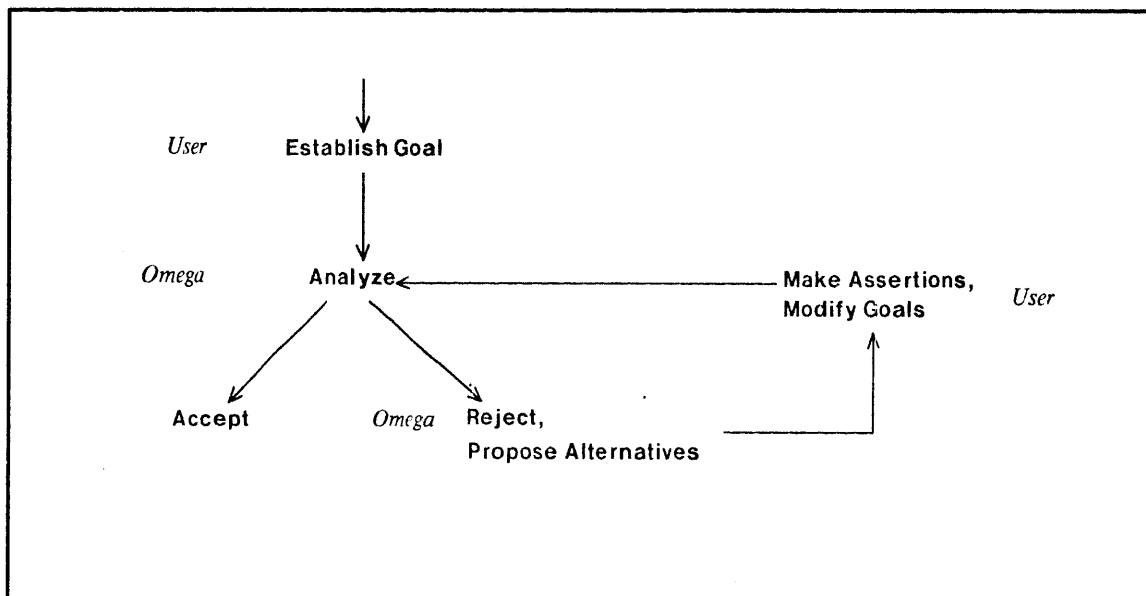 User Establish Goal
Omega Analyze
Make Assertions,
Modify Goals
User
Accept
Omega Reject,
Propose Alternatives